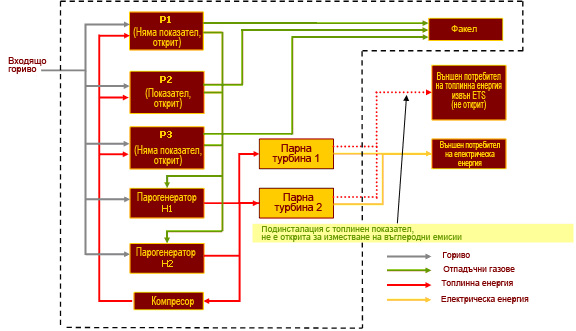 P1
(Няма показател,
открит)
Факел
Входящо
гориво
P2
(Показател,
открит)
Външен потребител
на топлинна енергия
извън ETS
(не открит)
P3
(Няма показател,
открит)
Парна
турбина 1
Външен потребител
на електрическа
енергия
Парогенератор
H1
Парна
турбина 2
Подинсталация с топлинен показател,
не е открита за изместване на въглеродни емисии
Парогенератор
H2
Гориво
Отпадъчни газове
Топлинна енергия
Електрическа енергия
Компресор